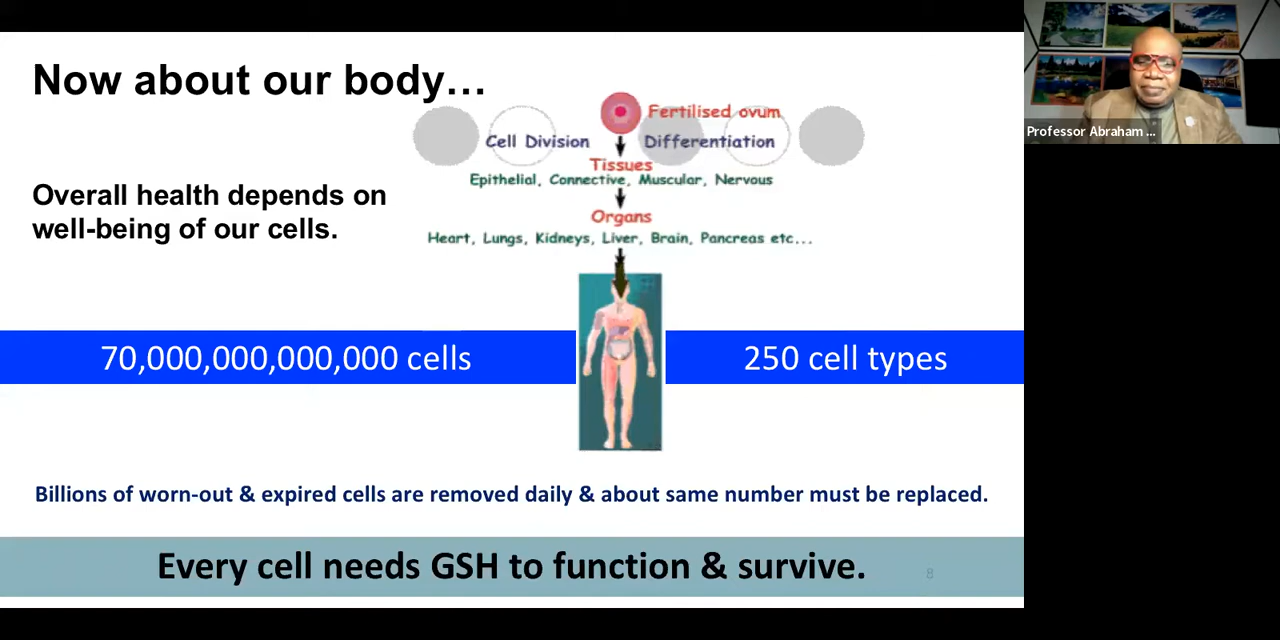 Now about our body…
Fertilised ovum
Cell Division
Differentiation
Tissues
Epithelial, Connective, Muscular, Nervous
Organs
Heart, Lungs, Kidneys, Liver, Brain, Pancreas etc...
Overall health depends on
well-being of our cells.
70,000,000,000,000 cells
250 cell types
Billions of worn-out & expired cells are removed daily & about same number must be replaced.
Every cell needs GSH to function & survive.
8
Professor Abraham ...